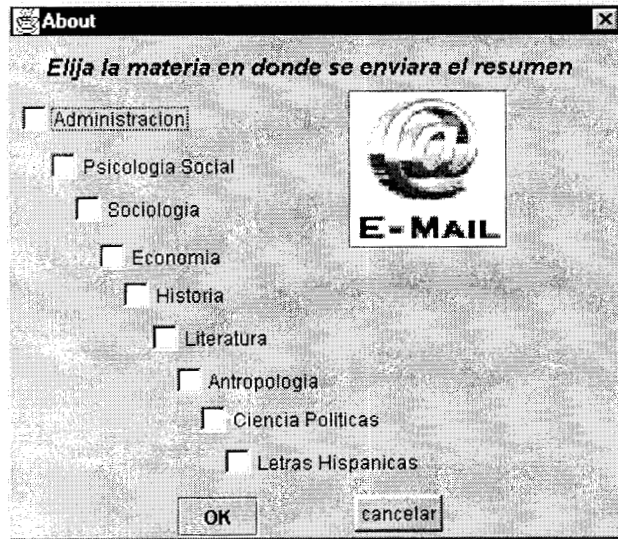 About
Elija la materia en donde se enviara el resumen
Administracion
Psicologia Social
Sociologia
E-MAIL
Economia
Historia
Literatura
Antropologia
Ciencia Politicas
Letras Hispanicas
OK
cancelar